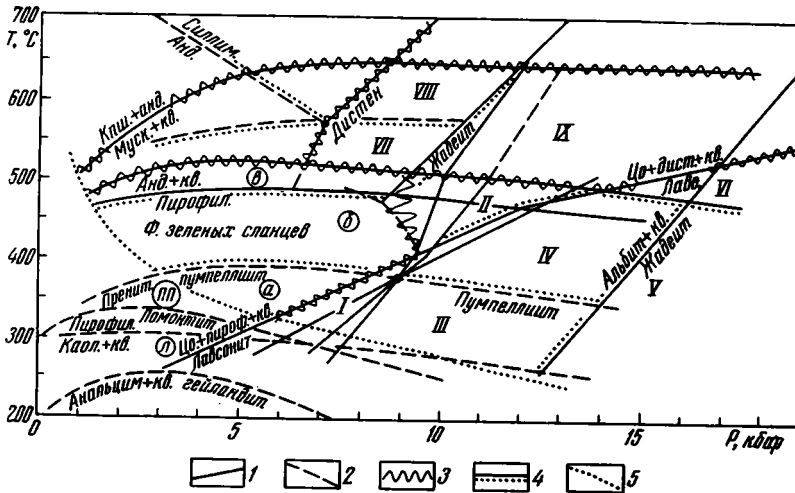 T, °C
700
600
500
400
300
200
Силлим.
Анд.
Кпш+анд.
Муск+кв.
Дистен
VIII
VII
Жадеит
IX
Анд.+кв.
Пирофил.
в
б
Ф. зеленых сланцев
II
Цо+дист+кв.
Лавс.
VI
IV
Альбит+кв.
Жадеит
V
Пренит
пумпеллиит
пп
а
Пумпеллиит
I
III
Пирофил.
Ломонтит
Каол.+кв.
л
Цо+пироф+кв.
Лавсонит
Анальцим+кв.
гейландит
0
5
10
15
P, кбар
1
2
3
4
5